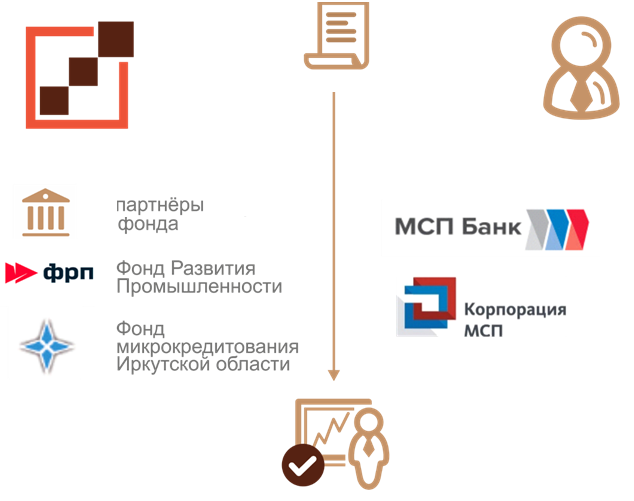 партнёры
фонда
фрп
Фонд Развития
Промышленности
Фонд
микрокредитования
Иркутской области
МСП Банк
Корпорация
МСП